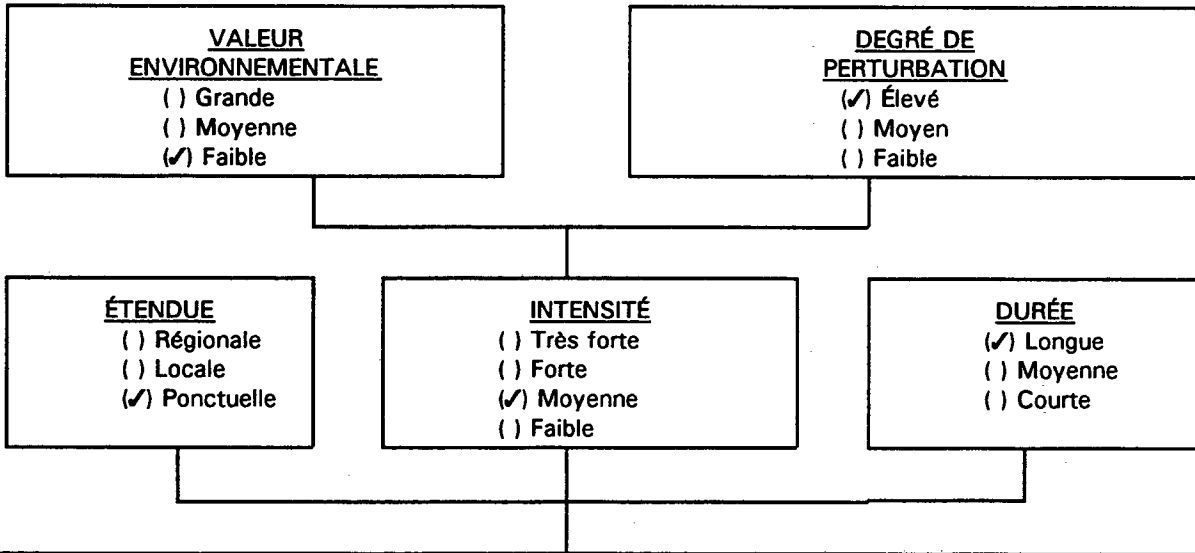 VALEUR
ENVIRONNEMENTALE
( ) Grande
( ) Moyenne
(✓) Faible
DEGRÉ DE
PERTURBATION
(✓) Élevé
( ) Moyen
( ) Faible
ÉTENDUE
( ) Régionale
( ) Locale
(✓) Ponctuelle
INTENSITÉ
( ) Très forte
( ) Forte
(✓) Moyenne
( ) Faible
DURÉE
(✓) Longue
( ) Moyenne
( ) Courte